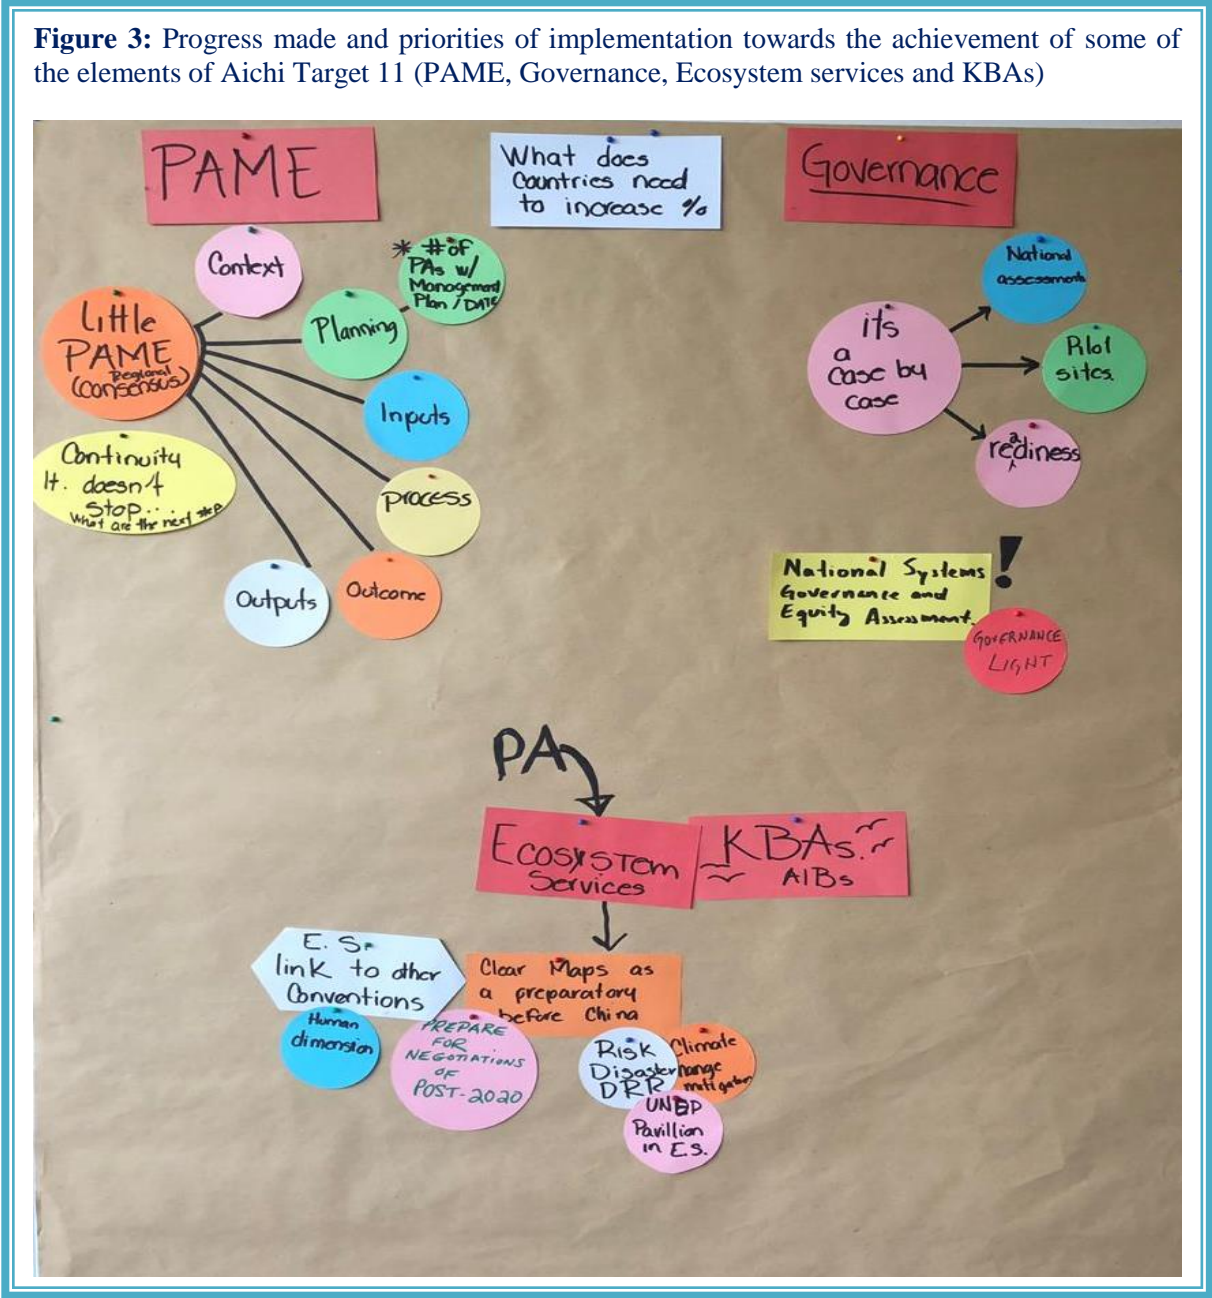 Figure 3: Progress made and priorities of implementation towards the achievement of some of
the elements of Aichi Target 11 (PAME, Governance, Ecosystem services and KBAs)
PAME
What does
Countries need
to increase %
Governance
Context
* # of
PAs w/
Management
Plan / DATE
Little
PAME
Regional
(consensus)
Planning
Inputs
process
Outcome
Outputs
Continuity
It. doesn't
stop...
What are the next step
its
a
case by
case
National
assessments
Pilot
sites.
rediness
a
National Systems
Governance and
Equity Assessment.
!
GOVERNANCE
LIGHT
PA
Ecosystem
Services
KBAs.
AIBs
E. S.
link to other
Conventions
Human
dimension
PREPARE
FOR
NEGOTIATIONS
OF
POST-2020
Clear Maps as
a preparatory
before China
Risk
Disaster
DRR
Climate
hange
mitigation
UNEP
Pavillion
in E.S.